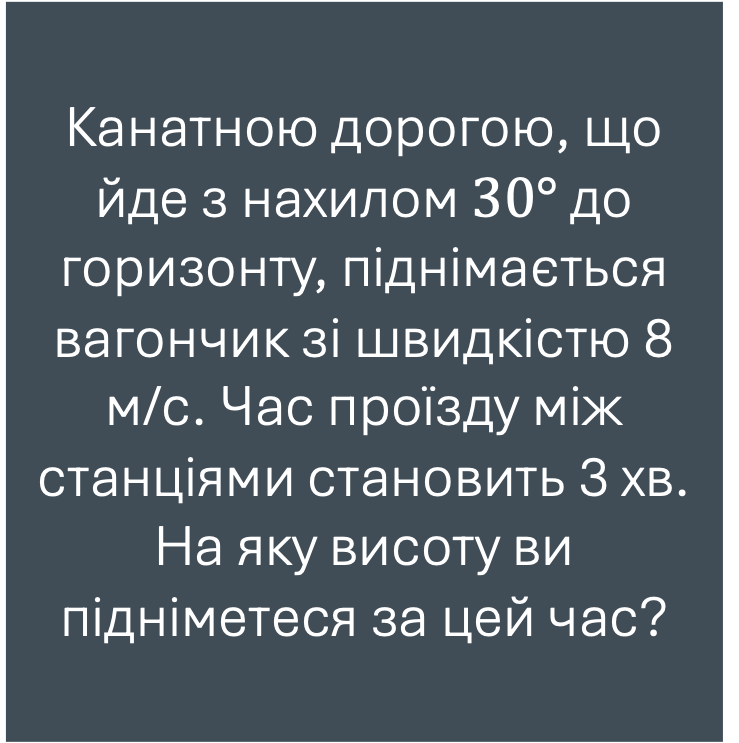 Канатною дорогою, що
йде з нахилом 30° до
горизонту, піднімається
вагончик зі швидкістю 8
м/с. Час проїзду між
станціями становить 3 хв.
На яку висоту ви
підніметеся за цей час?